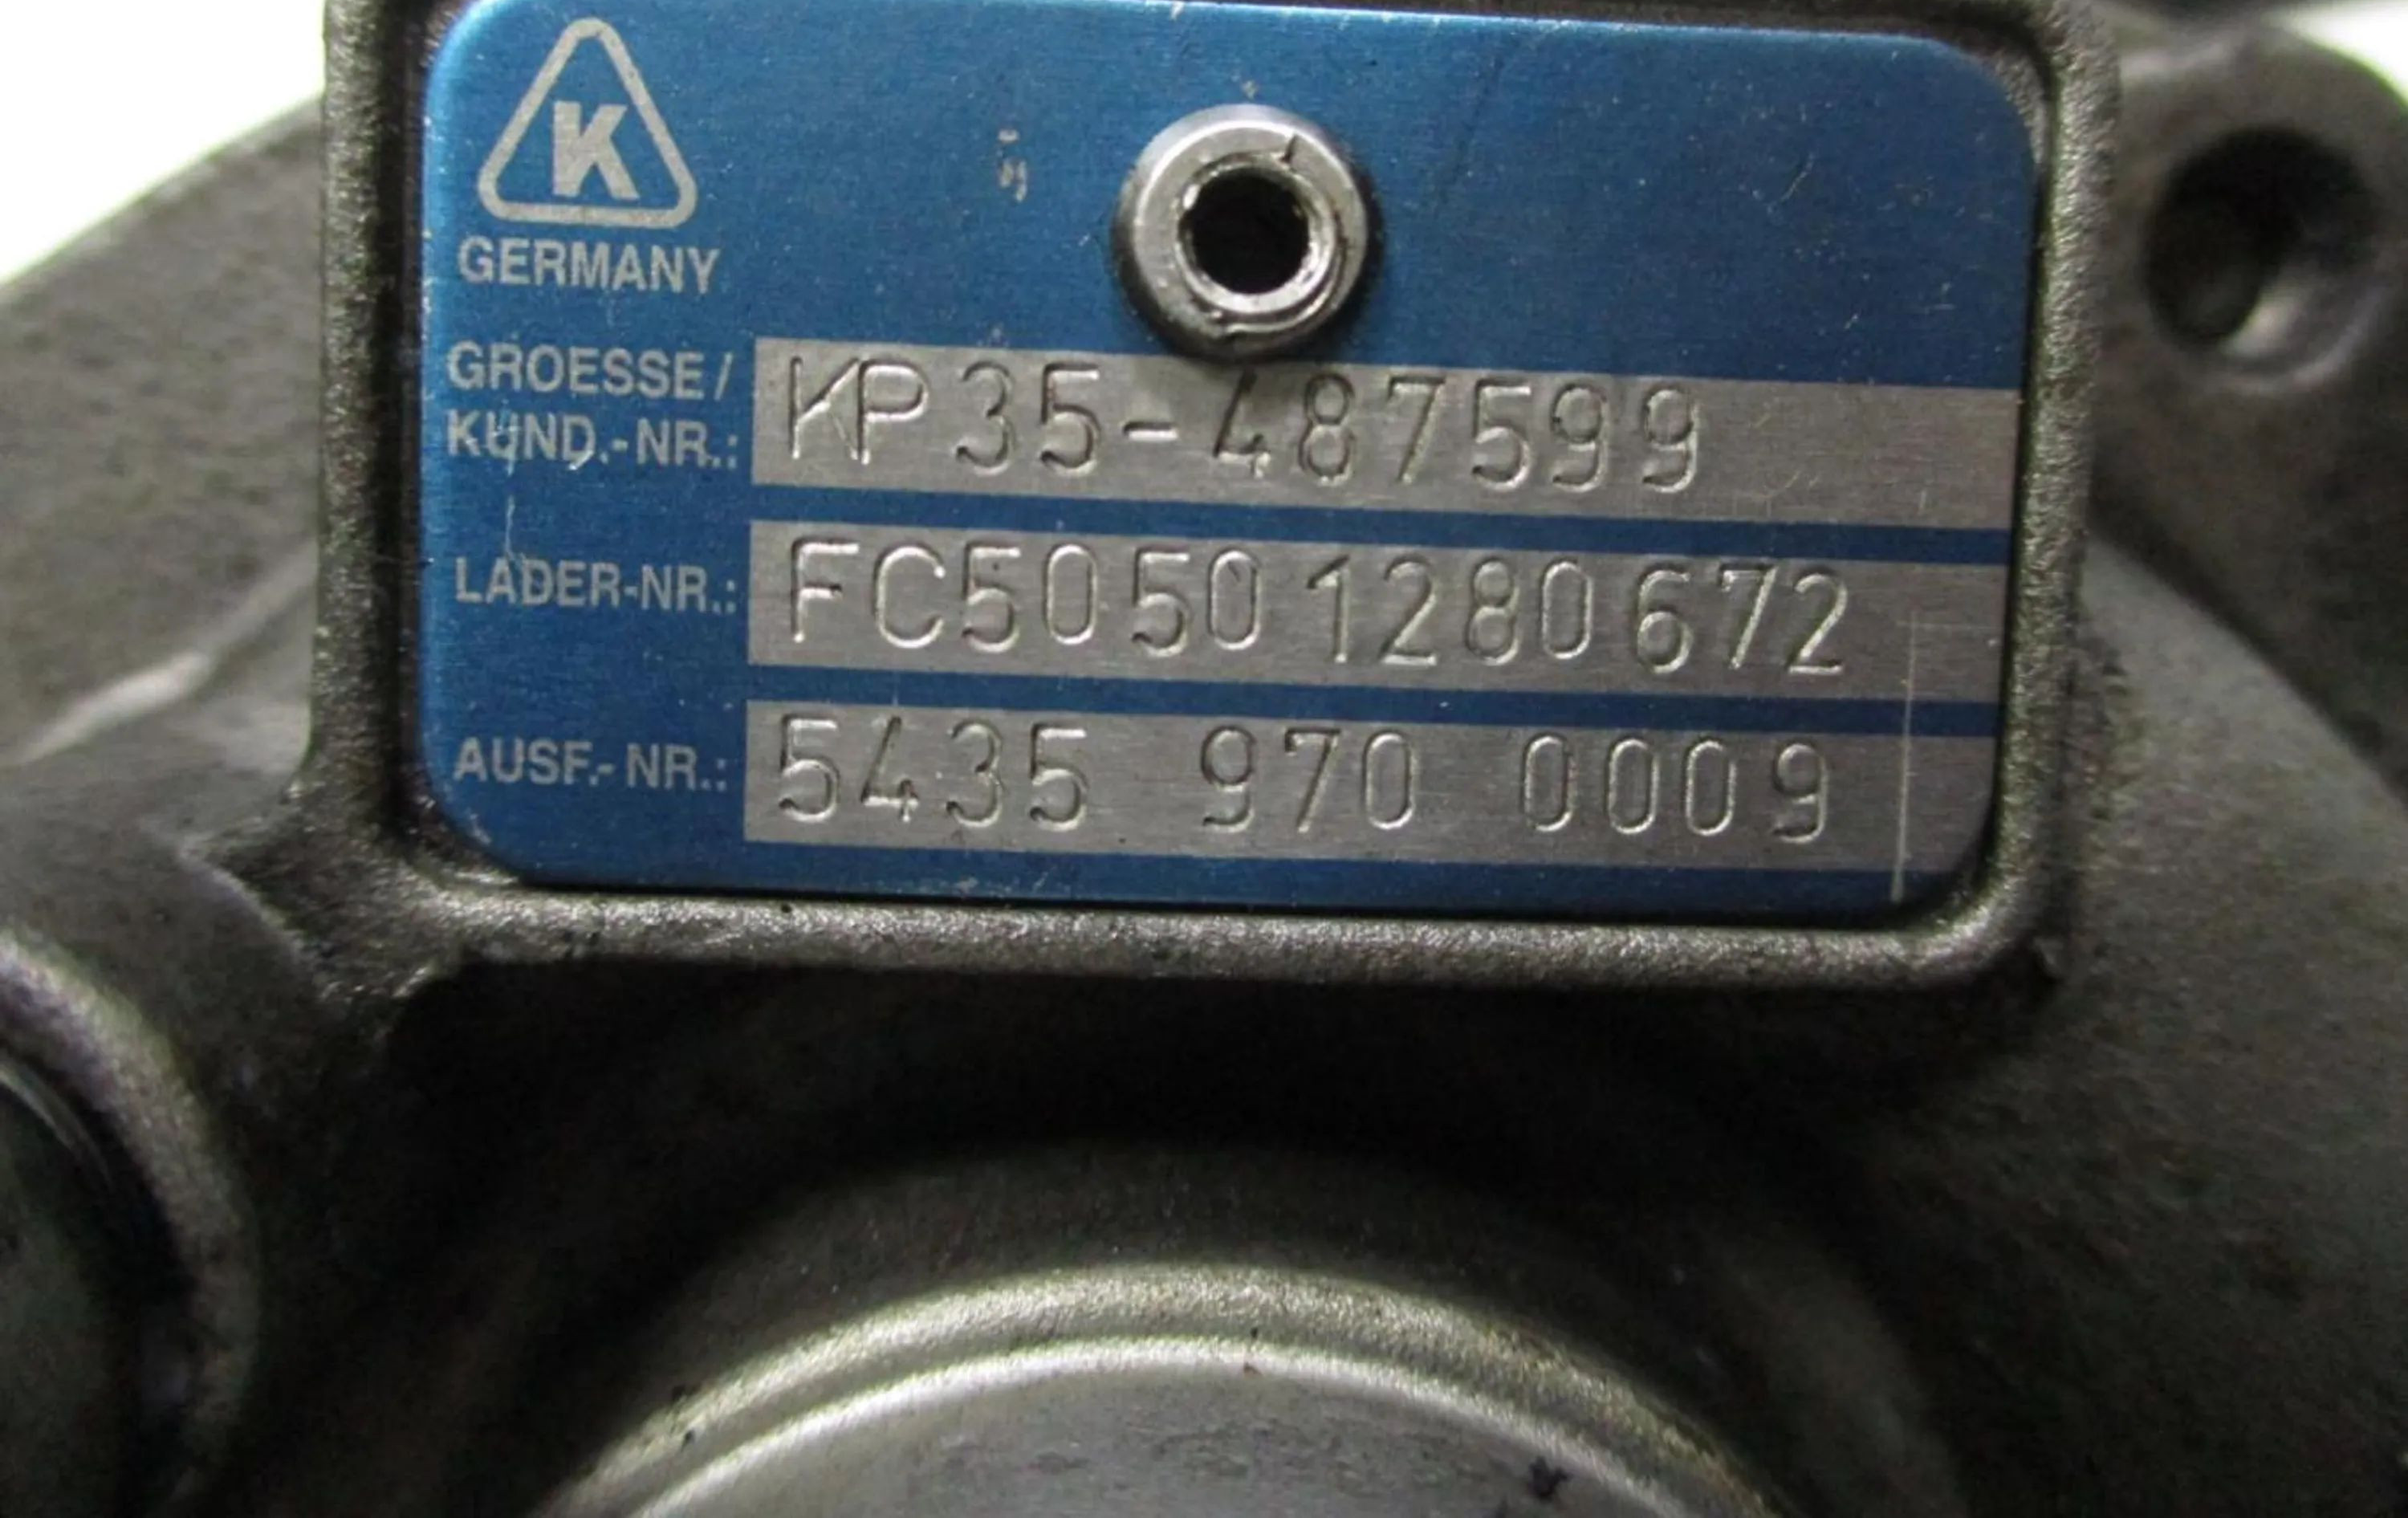 K
GERMANY
GROESSE/
KUND.-NR.: KP35-487599
LADER-NR.: FC50501280672
AUSF.-NR.: 5435 970 0009